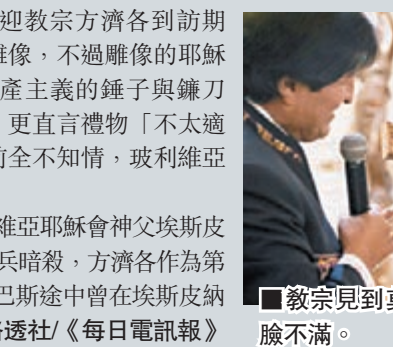 迎教宗方濟各到訪期
雕像，不過雕像的耶穌
產主義的錘子與鐮刀
更直言禮物「不太適
前全不知情，玻利維亞
維亞耶穌會神父埃斯皮
兵暗殺，方濟各作為第
巴斯途中曾在埃斯皮納
路透社/《每日電訊報》
■教宗見到
臉不滿。